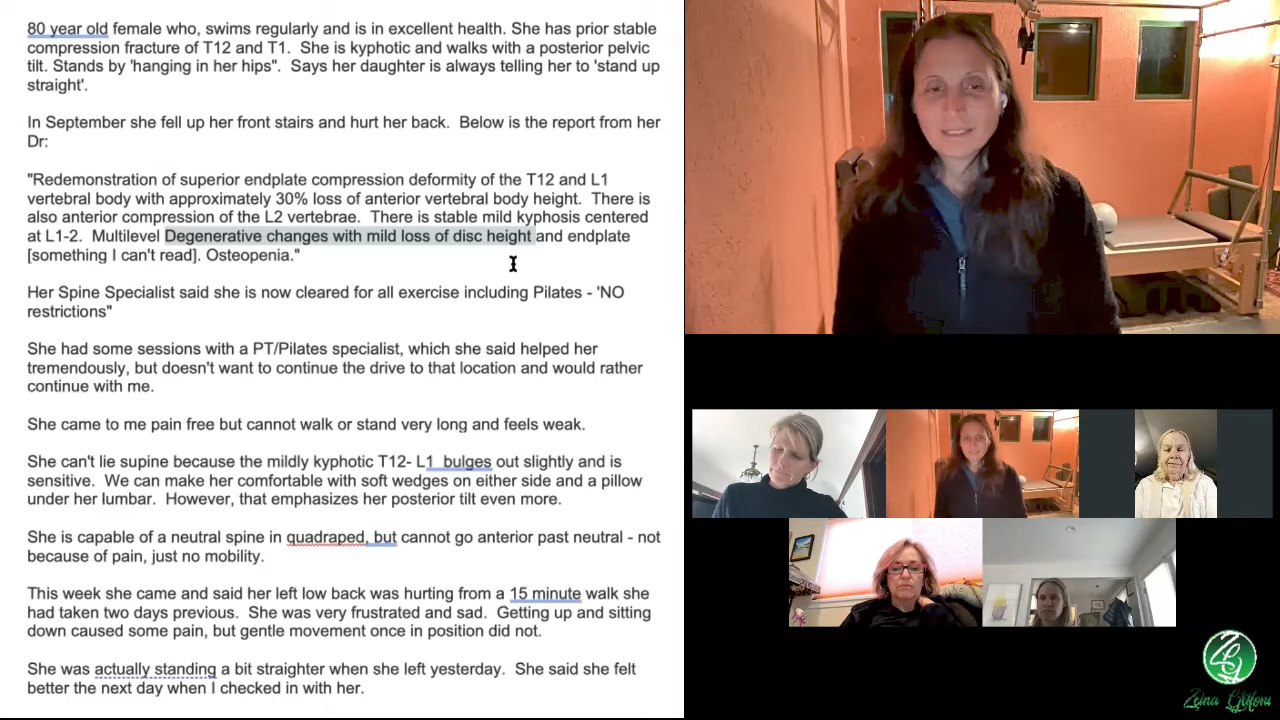 80 year old female who, swims regularly and is in excellent health. She has prior stable
compression fracture of T12 and T1.  She is kyphotic and walks with a posterior pelvic
tilt. Stands by 'hanging in her hips".  Says her daughter is always telling her to 'stand up
straight'.
In September she fell up her front stairs and hurt her back.  Below is the report from her
Dr:
"Redemonstration of superior endplate compression deformity of the T12 and L1
vertebral body with approximately 30% loss of anterior vertebral body height.  There is
also anterior compression of the L2 vertebrae.  There is stable mild kyphosis centered
at L1-2.  Multilevel Degenerative changes with mild loss of disc height and endplate
[something I can't read]. Osteopenia."
Her Spine Specialist said she is now cleared for all exercise including Pilates - 'NO
restrictions"
She had some sessions with a PT/Pilates specialist, which she said helped her
tremendously, but doesn't want to continue the drive to that location and would rather
continue with me.
She came to me pain free but cannot walk or stand very long and feels weak.
She can't lie supine because the mildly kyphotic T12- L1  bulges out slightly and is
sensitive.  We can make her comfortable with soft wedges on either side and a pillow
under her lumbar.  However, that emphasizes her posterior tilt even more.
She is capable of a neutral spine in quadraped, but cannot go anterior past neutral - not
because of pain, just no mobility.
This week she came and said her left low back was hurting from a 15 minute walk she
had taken two days previous.  She was very frustrated and sad.  Getting up and sitting
down caused some pain, but gentle movement once in position did not.
She was actually standing a bit straighter when she left yesterday.  She said she felt
better the next day when I checked in with her.